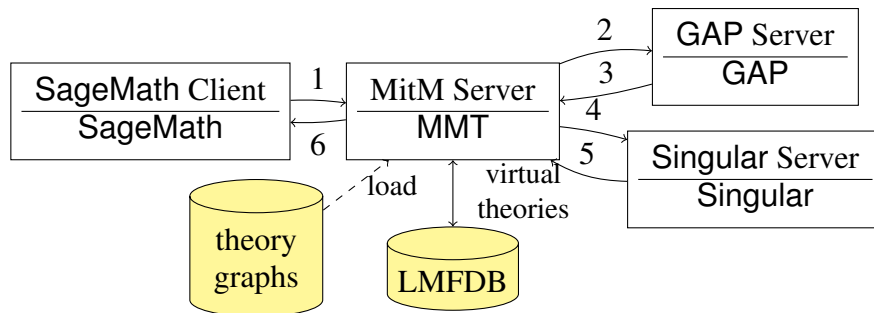 SageMath Client
SageMath
1
6
MitM Server
MMT
2
3
4
5
GAP Server
GAP
Singular Server
Singular
load
virtual
theories
theory
graphs
LMFDB